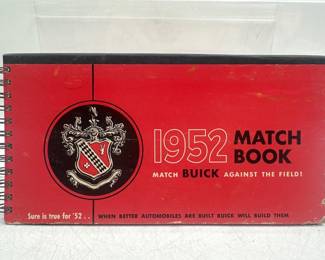 1952 MATCH
BOOK
MATCH BUICK AGAINST THE FIELD!
Sure is true for '52 . . WHEN BETTER AUTOMOBILES ARE BUILT BUICK WILL BUILD THEM